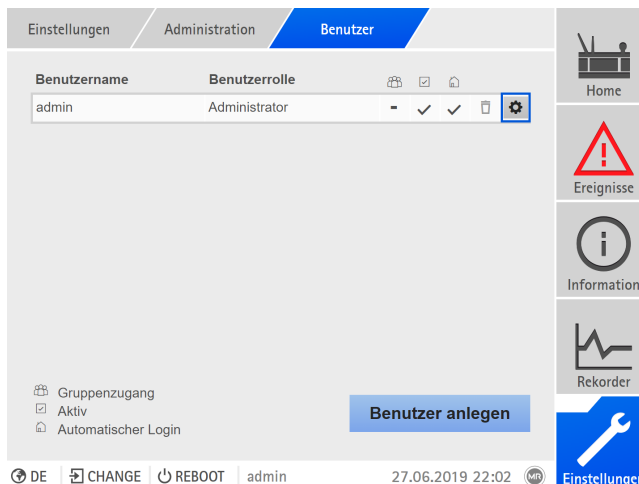 Einstellungen Administration Benutzer
Benutzername Benutzerrolle
admin Administrator -
Gruppenzugang
Aktiv
Automatischer Login
Benutzer anlegen
DE CHANGE REBOOT admin 27.06.2019 22:02 MR
Home
Ereignisse
Information
Rekorder
Einstellunge